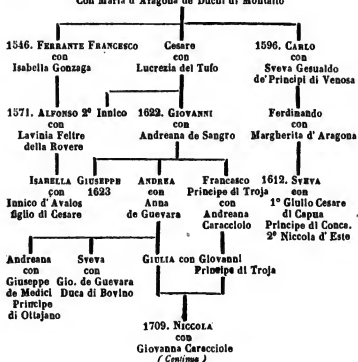 Con Maria d'Aragona de Duchi di Montalto
1546. FERRANTE FRANCESCO
con
Isabella Gonzaga
Cesare
con
Lucrezia del Tufo
1596. CARLO
con
Sveva Gesualdo
de'Principi di Venosa
1571. ALFONSO 2º
con
Lavinia Feltre
della Rovere
Innico
1622. GIOVANNI
con
Andreana de Sangro
Ferdinando
con
Margherita d'Aragona
ISABELLA
con
Innico d'Avalos
figlio di Cesare
GIUSEPPE
1623
ANDREA
con
Anna
de Guevara
Francesco
Principe di Troja
con
Andreana
Caracciolo
1612. SVEVA
con
1º Giulio Cesare
di Capua
Principe di Conca.
2º Niccola d'Este
Andreana
con
Giuseppe
de Medici
Principe
di Ottajano
Sveva
con
Gio. de Guevara
Duca di Bovino
GIULIA con Giovanni
Principe di Troja
1709. NICCOLA
con
Giovanna Caracciolo
(Continua)